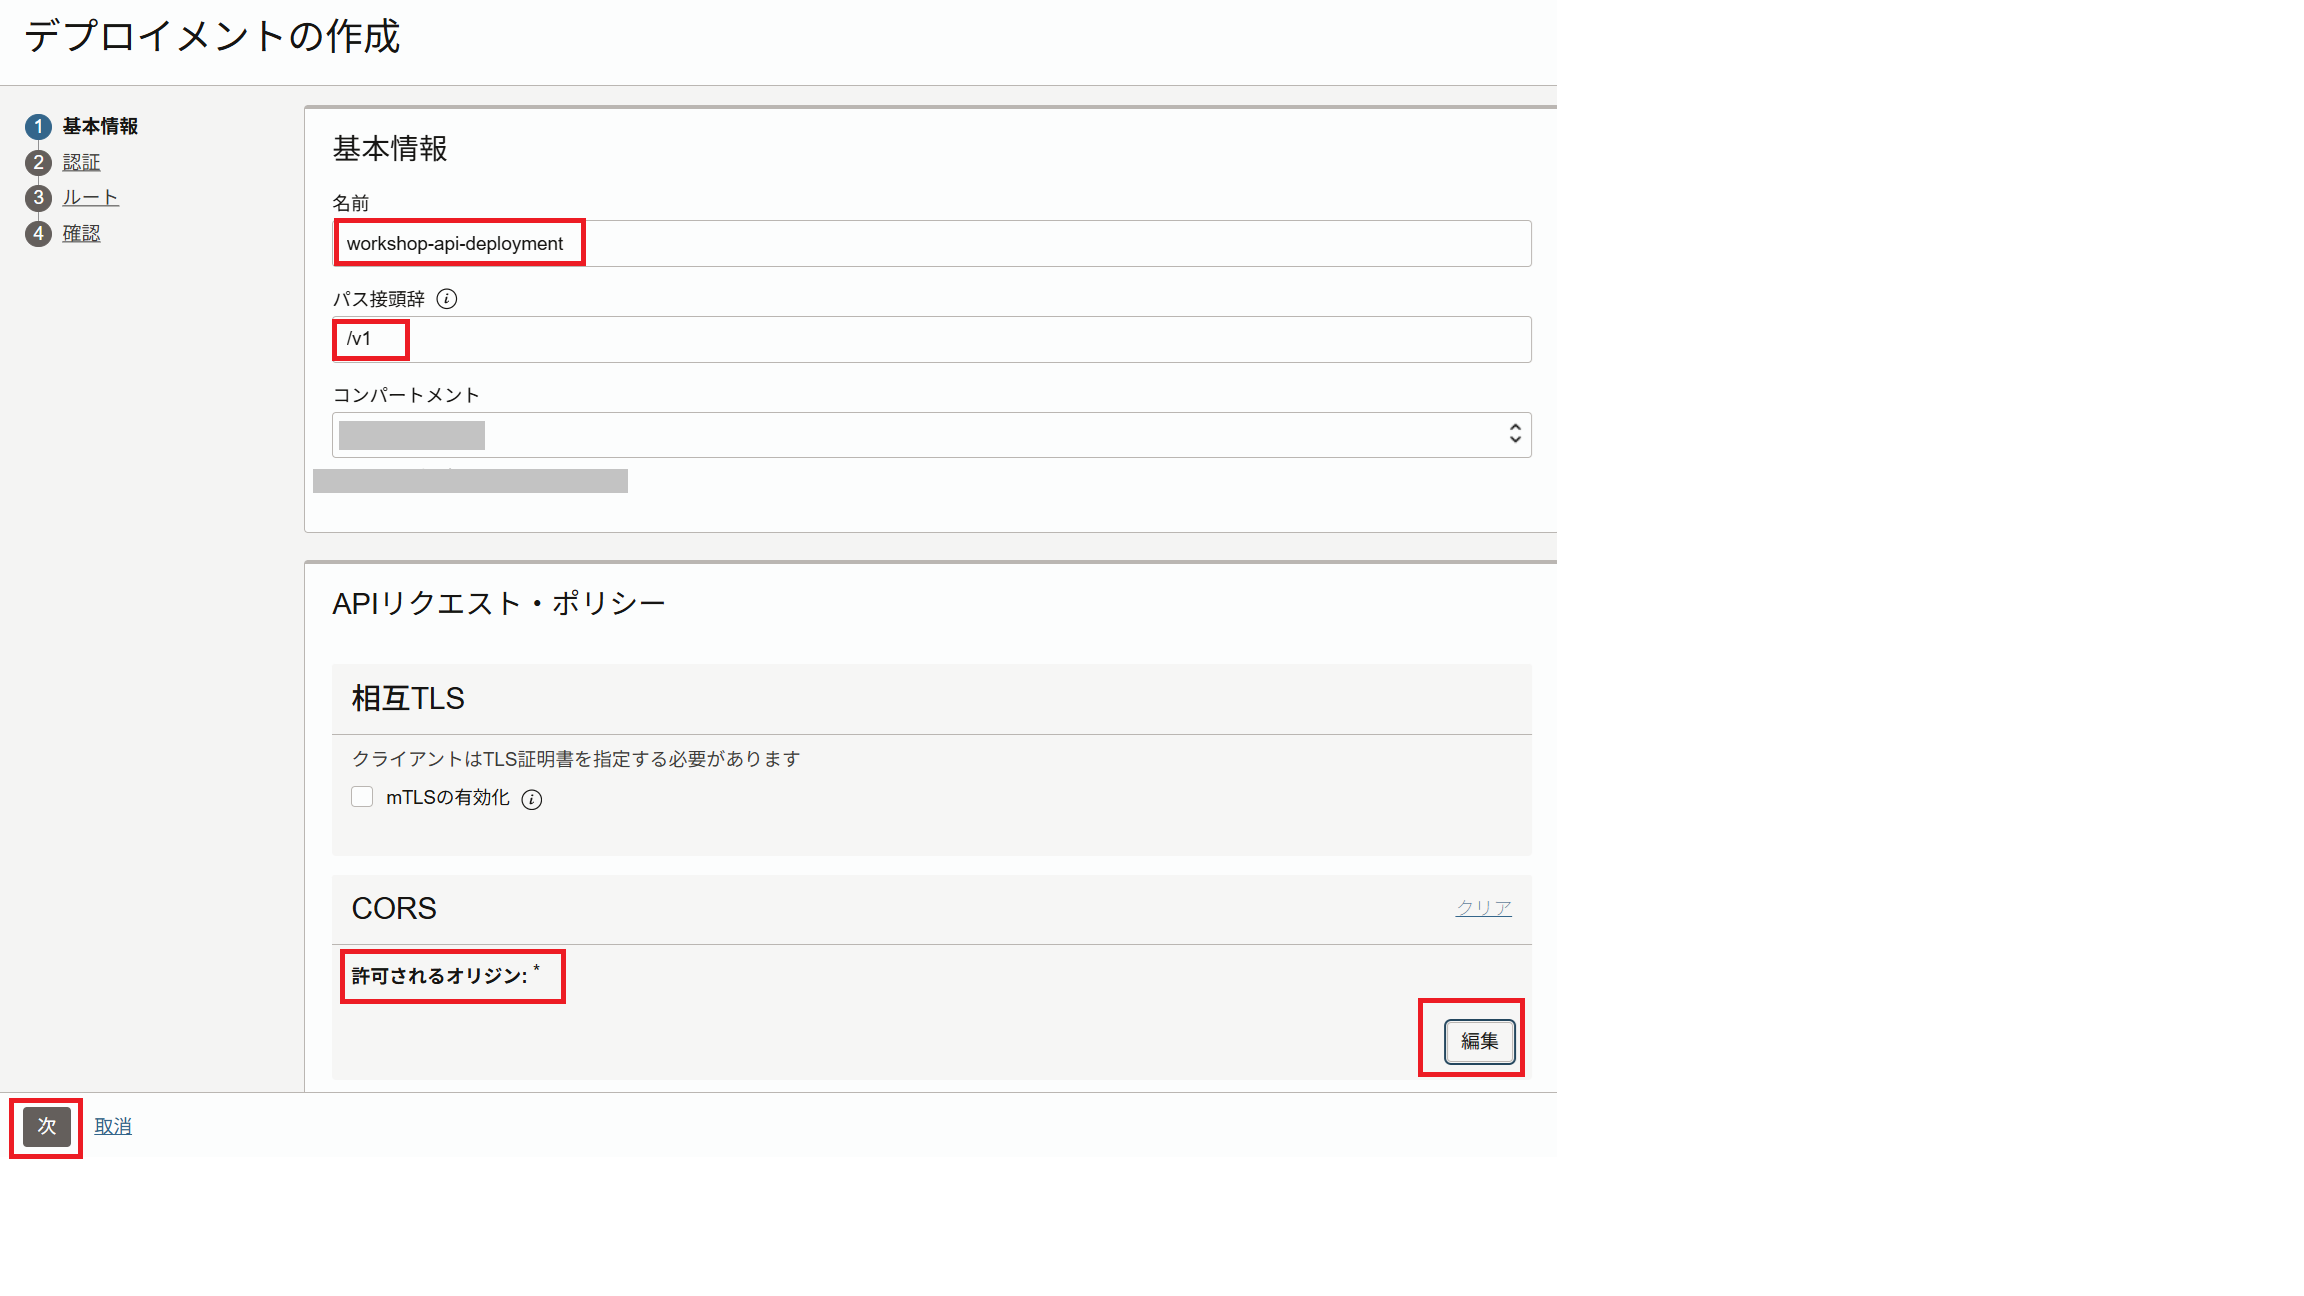 デプロイメントの作成
1 基本情報
2 認証
3 ルート
4 確認
基本情報
名前
workshop-api-deployment
パス接頭辞
/v1
コンパートメント
APIリクエスト・ポリシー
相互TLS
クライアントはTLS証明書を指定する必要があります
mTLSの有効化
CORS
クリア
許可されるオリジン: *
編集
次
取消